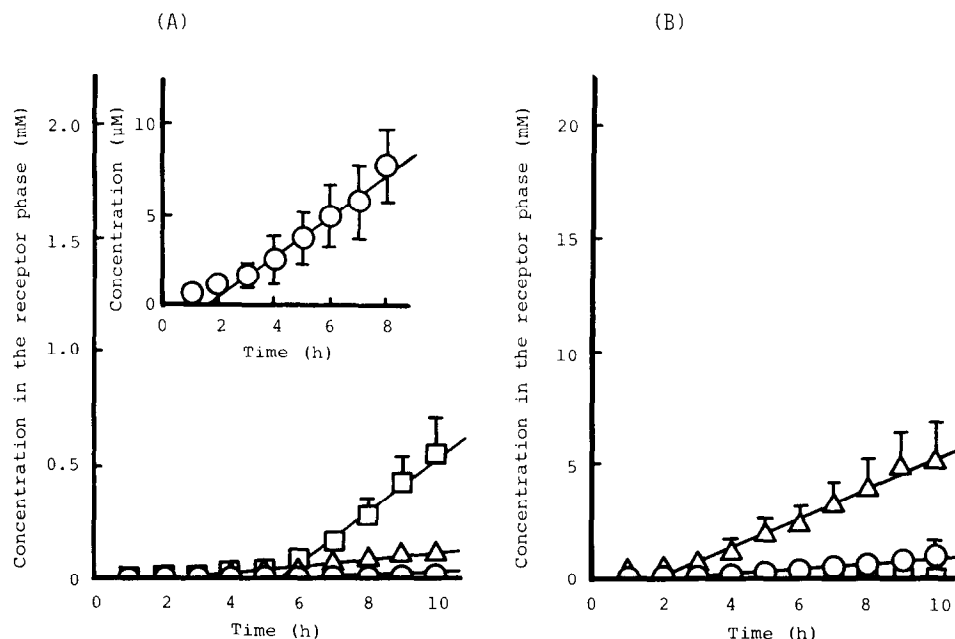 (A)
Concentration in the receptor phase (mM)
2.0
1.5
1.0
0.5
0
0 2 4 6 8 10
Time (h)
Concentration (μM)
10
5
0
0 2 4 6 8
Time (h)
(B)
Concentration in the receptor phase (mM)
20
15
10
5
0
0 2 4 6 8 10
Time (h)